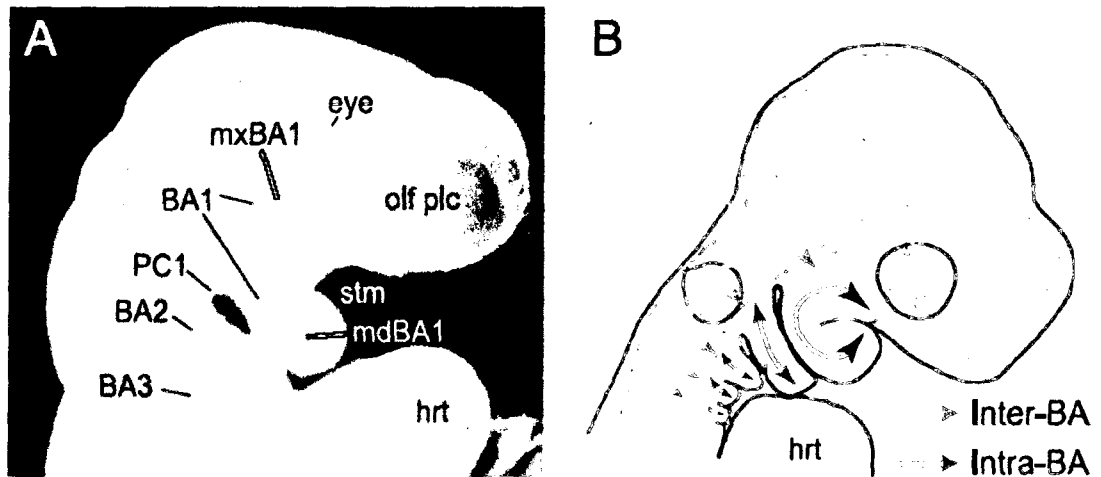 A
eye
mxBA1
BA1
olf plc
PC1
stm
BA2
mdBA1
BA3
hrt
B
hrt
Inter-BA
Intra-BA